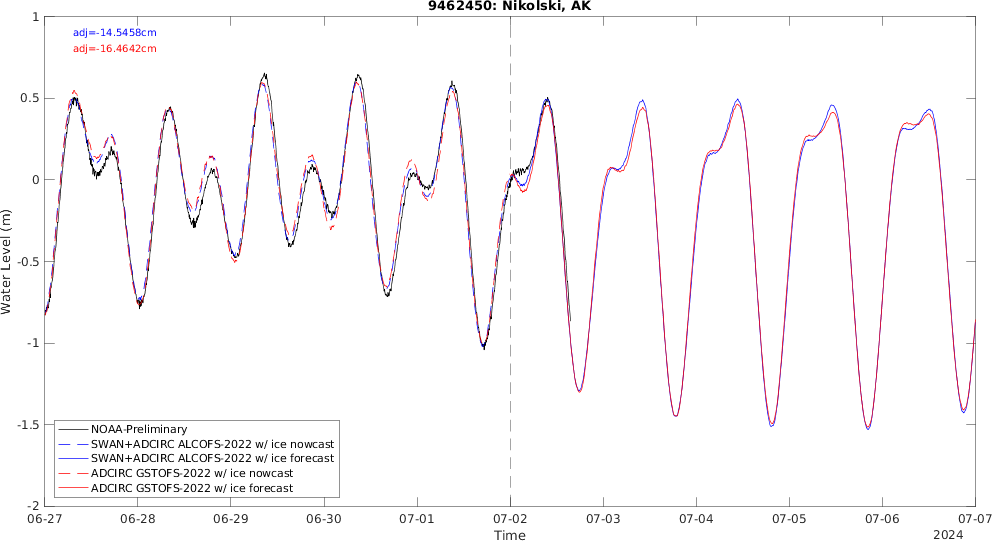 9462450: Nikolski, AK
adj=-14.5458cm
adj=-16.4642cm
Water Level (m)
1
0.5
0
-0.5
-1
-1.5
-2
NOAA-Preliminary
SWAN+ADCIRC ALCOFS-2022 w/ ice nowcast
SWAN+ADCIRC ALCOFS-2022 w/ ice forecast
ADCIRC GSTOFS-2022 w/ ice nowcast
ADCIRC GSTOFS-2022 w/ ice forecast
06-27 06-28 06-29 06-30 07-01 07-02 07-03 07-04 07-05 07-06 07-07
Time
2024